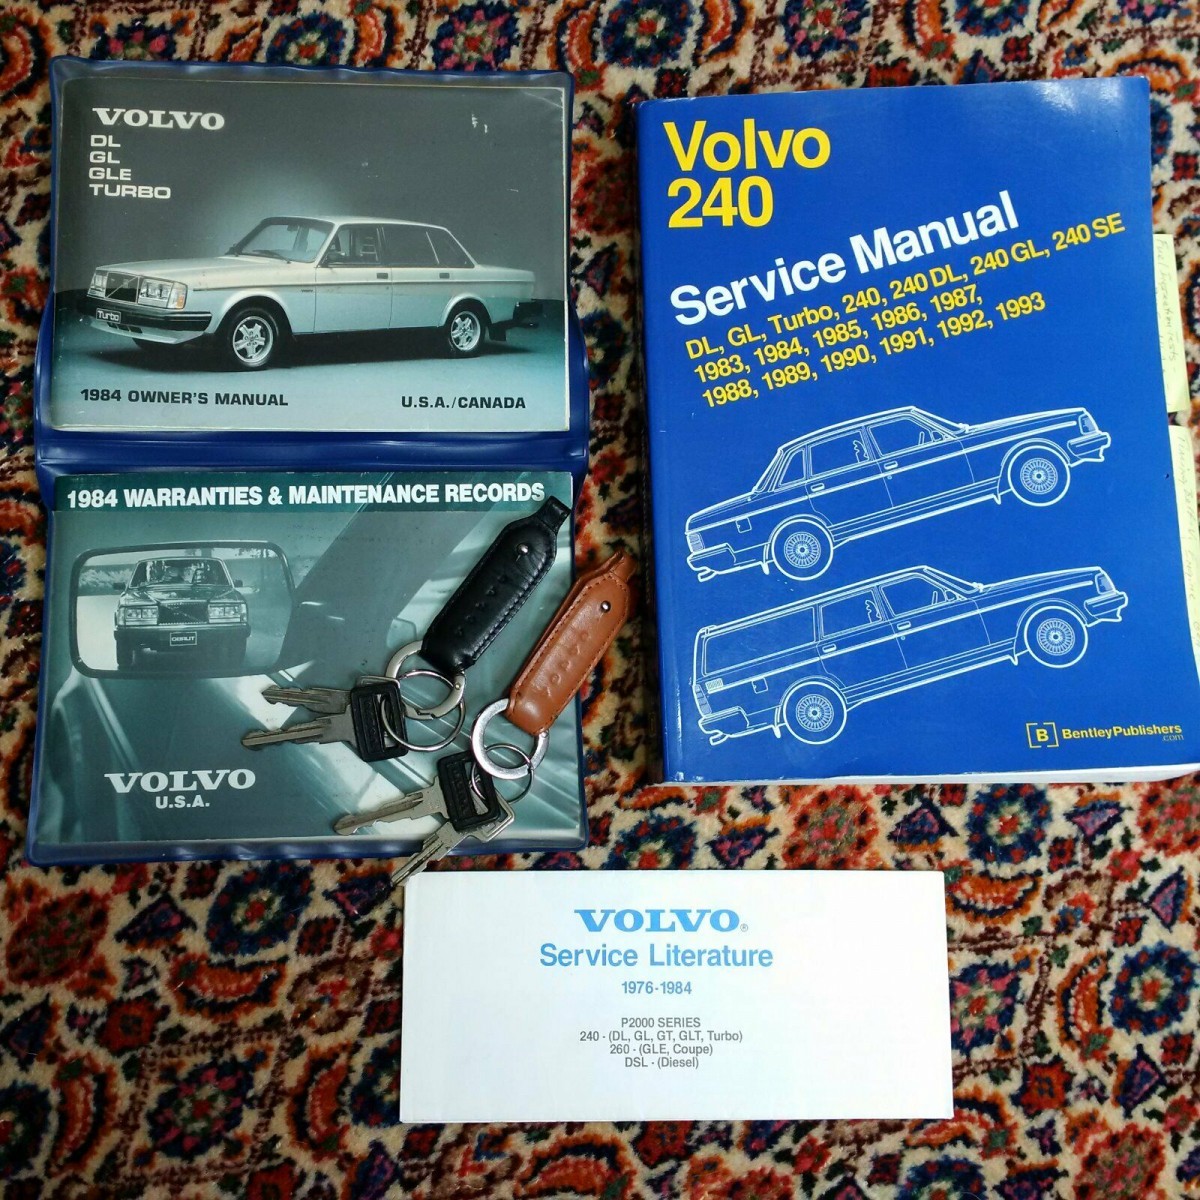 VOLVO
DL
GL
GLE
TURBO
Turbo
1984 OWNER'S MANUAL
U.S.A./CANADA
1984 WARRANTIES & MAINTENANCE RECORDS
VOLVO
U.S.A.
VOLVO
VOLVO
Volvo
240
Service Manual
DL, GL, Turbo, 240, 240 DL, 240 GL, 240 SE
1983, 1984, 1985, 1986, 1987,
1988, 1989, 1990, 1991, 1992, 1993
B BentleyPublishers
.com
VOLVO®
Service Literature
1976-1984
P2000 SERIES
240 - (DL, GL, GT, GLT, Turbo)
260 - (GLE, Coupe)
DSL - (Diesel)